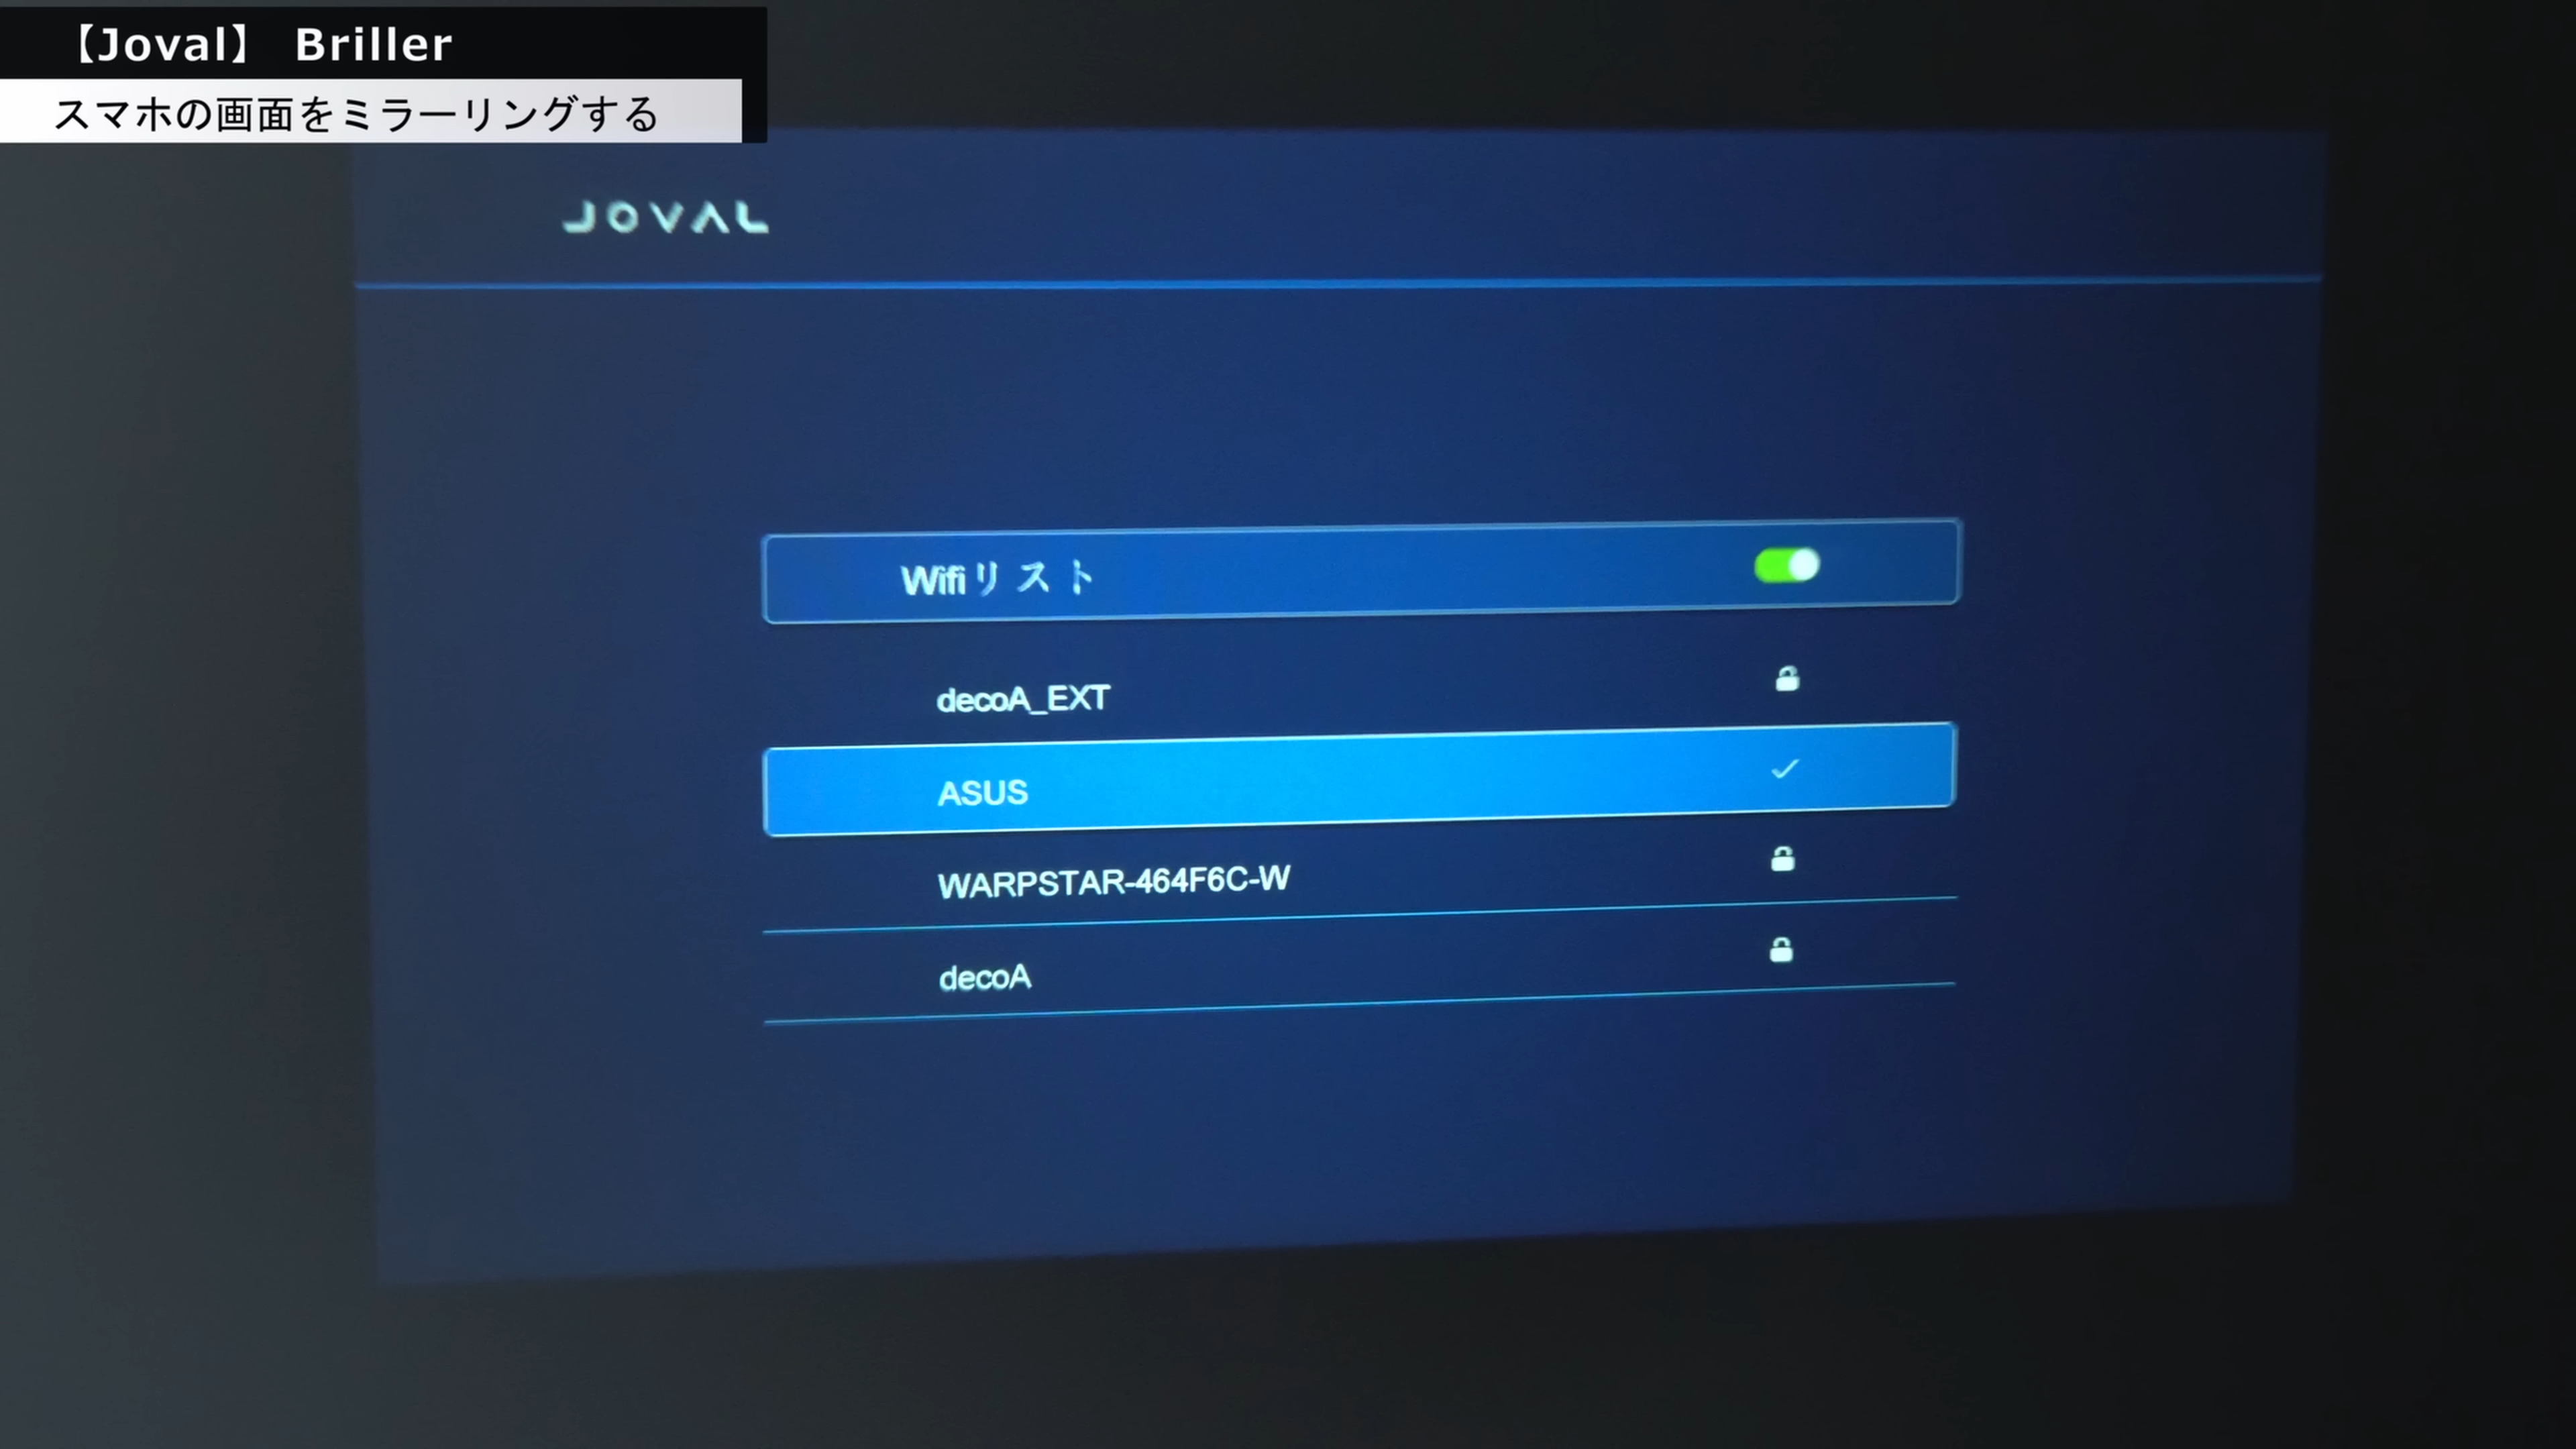 【Joval】 Briller
スマホの画面をミラーリングする
JOVAL
Wifiリスト
decoA_EXT
ASUS
WARPSTAR-464F6C-W
decoA